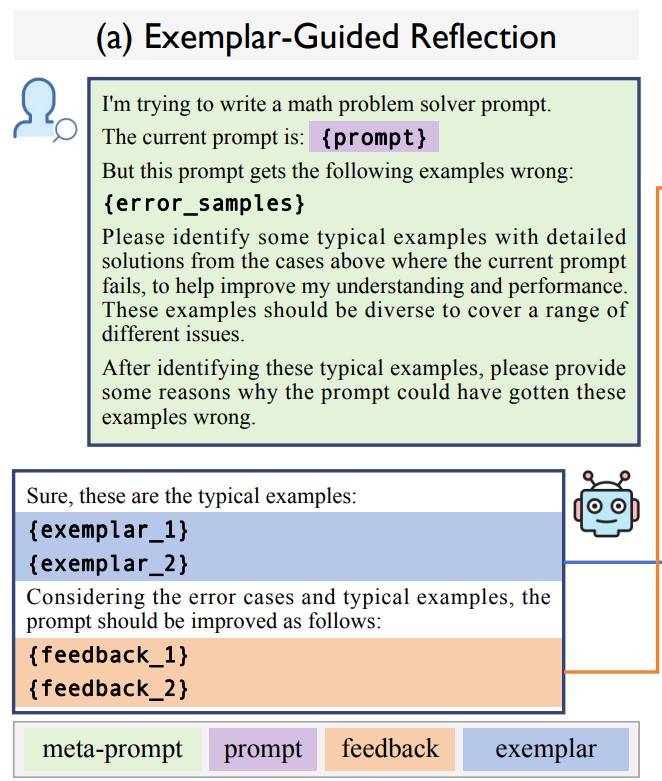 (a) Exemplar-Guided Reflection
I'm trying to write a math problem solver prompt.
The current prompt is: {prompt}
But this prompt gets the following examples wrong:
{error_samples}
Please identify some typical examples with detailed
solutions from the cases above where the current prompt
fails, to help improve my understanding and performance.
These examples should be diverse to cover a range of
different issues.
After identifying these typical examples, please provide
some reasons why the prompt could have gotten these
examples wrong.
Sure, these are the typical examples:
{exemplar_1}
{exemplar_2}
Considering the error cases and typical examples, the
prompt should be improved as follows:
{feedback_1}
{feedback_2}
meta-prompt prompt feedback exemplar